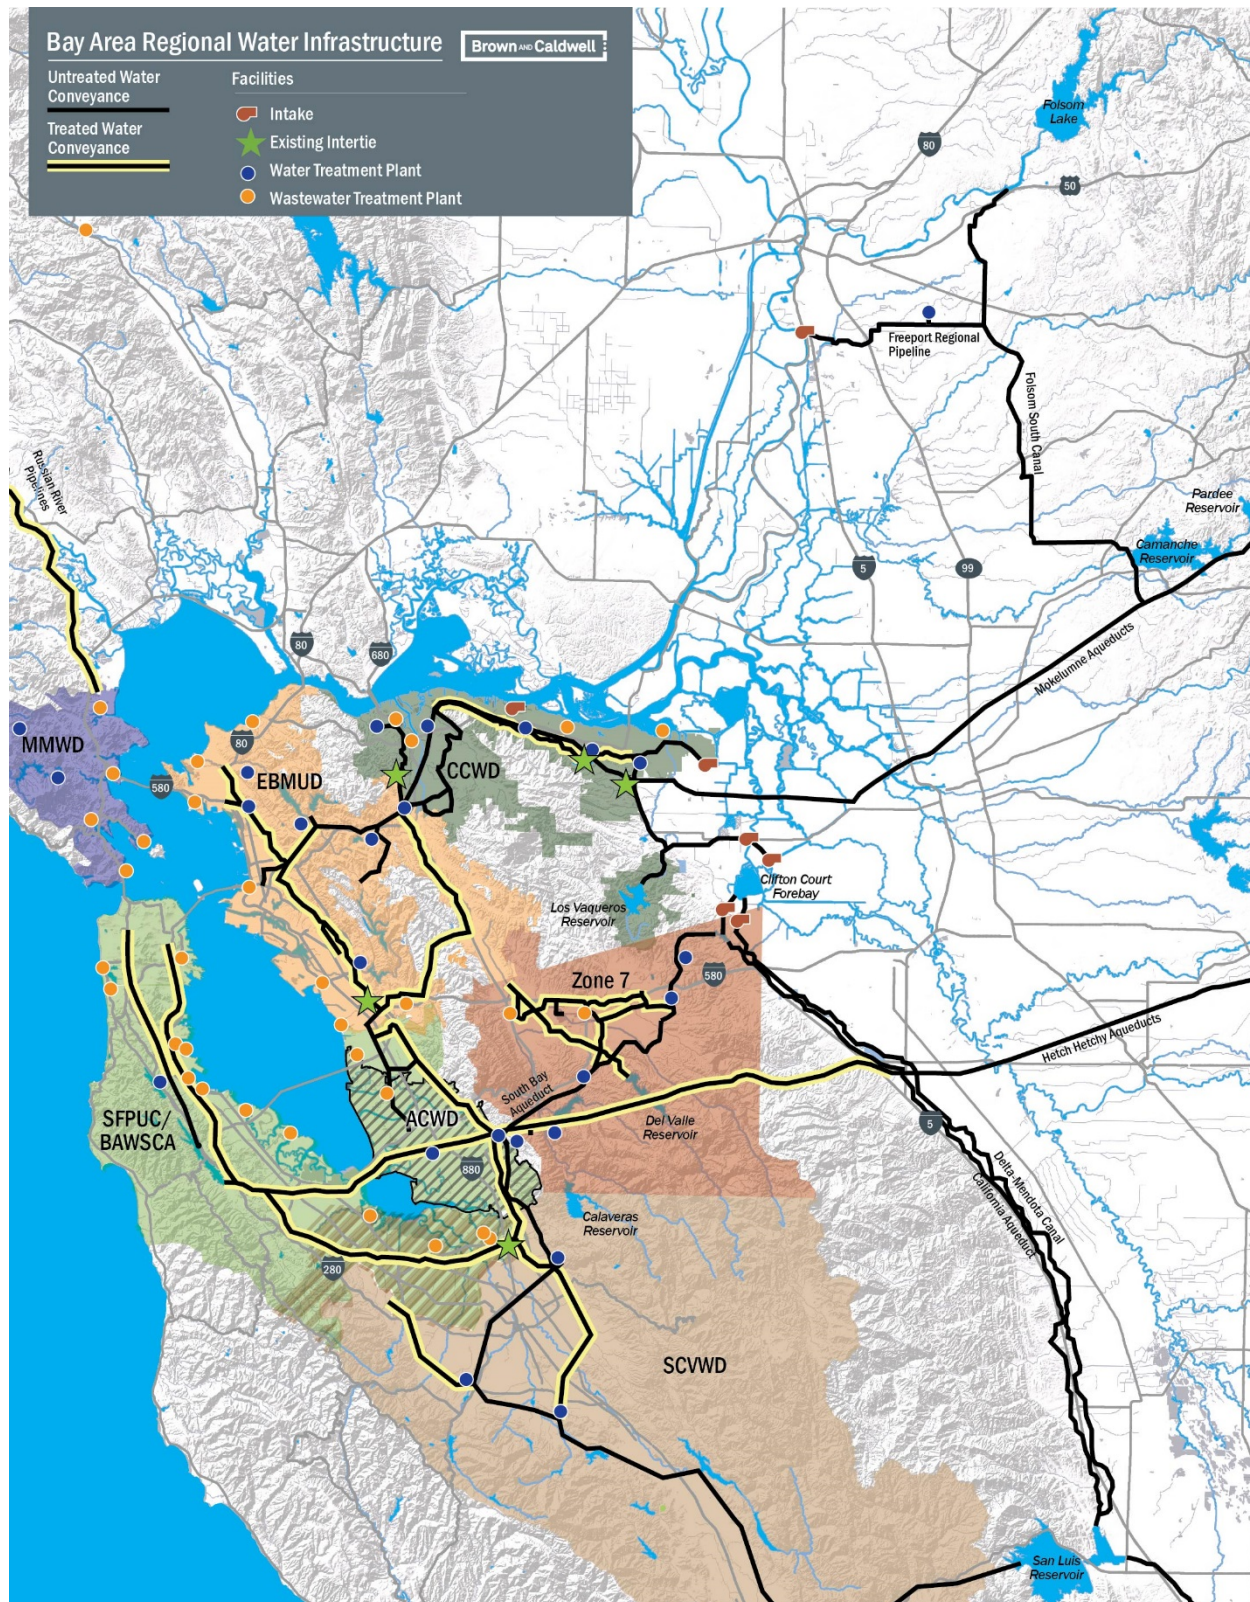 Bay Area Regional Water Infrastructure
Brown AND Caldwell
Untreated Water
Conveyance
Treated Water
Conveyance
Facilities
Intake
Existing Intertie
Water Treatment Plant
Wastewater Treatment Plant
Folsom
Lake
80
50
Freeport Regional
Pipeline
Folsom South Canal
Russian River
Pipelines
Pardee
Reservoir
Camanche
Reservoir
5
99
80
680
Mokelumne Aqueducts
MMWD
80
580
EBMUD
CCWD
Clifton Court
Forebay
Los Vaqueros
Reservoir
Zone 7
580
Hetch Hetchy Aqueducts
South Bay
Aqueduct
SFPUC/
BAWSCA
ACWD
Del Valle
Reservoir
5
880
Delta-Mendota Canal
California Aqueduct
Calaveras
Reservoir
280
SCVWD
San Luis
Reservoir